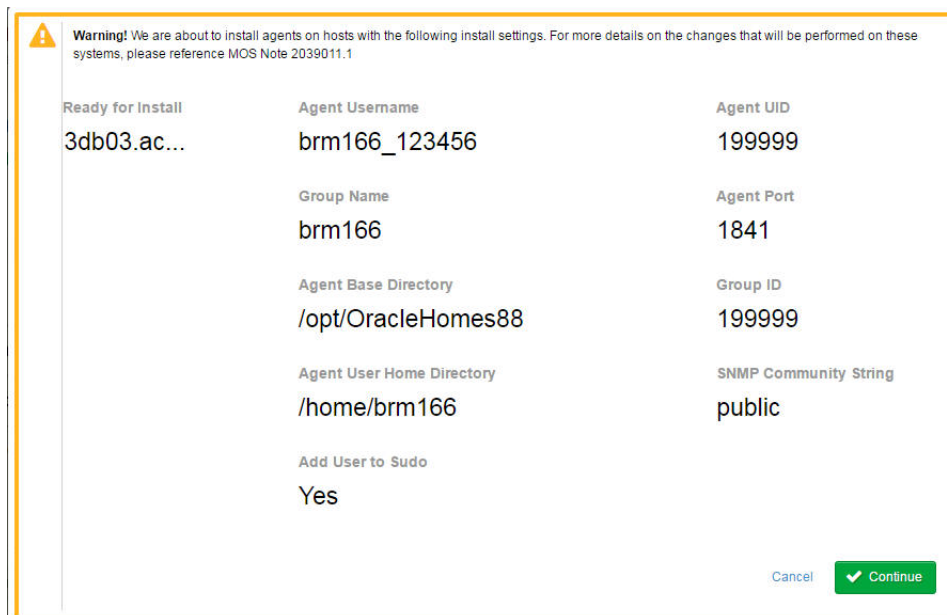 Warning! We are about to install agents on hosts with the following install settings. For more details on the changes that will be performed on these
systems, please reference MOS Note 2039011.1
Ready for Install
3db03.ac...
Agent Username
brm166_123456
Agent UID
199999
Group Name
brm166
Agent Port
1841
Agent Base Directory
/opt/OracleHomes88
Group ID
199999
Agent User Home Directory
/home/brm166
SNMP Community String
public
Add User to Sudo
Yes
Cancel
Continue